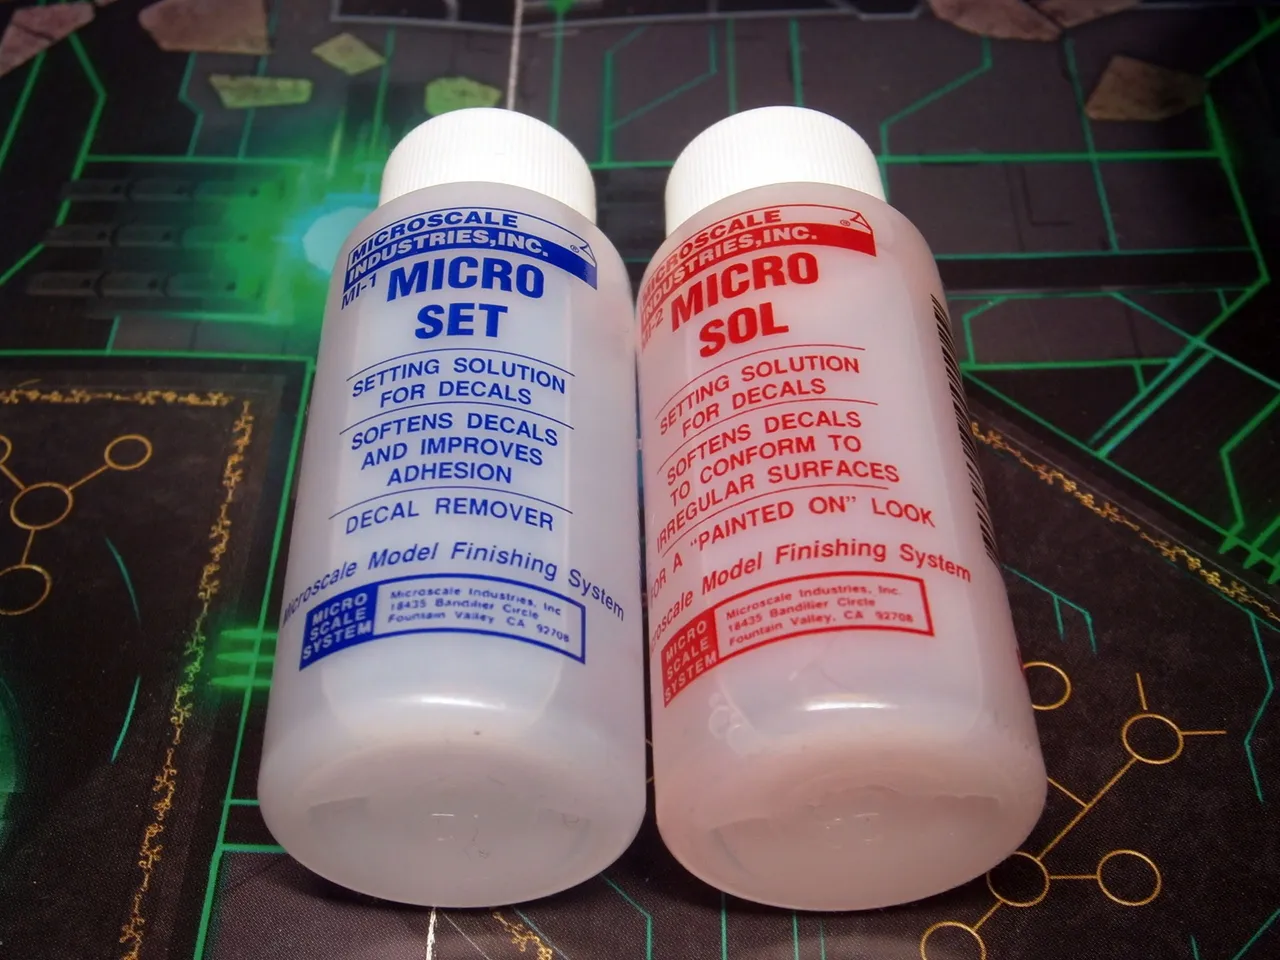 MICROSCALE
INDUSTRIES, INC.
®
MI-1 MICRO
SET
SETTING SOLUTION
FOR DECALS
SOFTENS DECALS
AND IMPROVES
ADHESION
DECAL REMOVER
Microscale Model Finishing System
MICRO
SCALE
SYSTEM
Microscale Industries, Inc
18435 Bandilier Circle
Fountain Valley, CA 92708
MICROSCALE
INDUSTRIES, INC.
®
MI-2 MICRO
SOL
SETTING SOLUTION
FOR DECALS
SOFTENS DECALS
TO CONFORM TO
IRREGULAR SURFACES
FOR A "PAINTED ON" LOOK
Microscale Model Finishing System
MICRO
SCALE
SYSTEM
Microscale Industries, Inc.
18435 Bandilier Circle
Fountain Valley, CA 92708